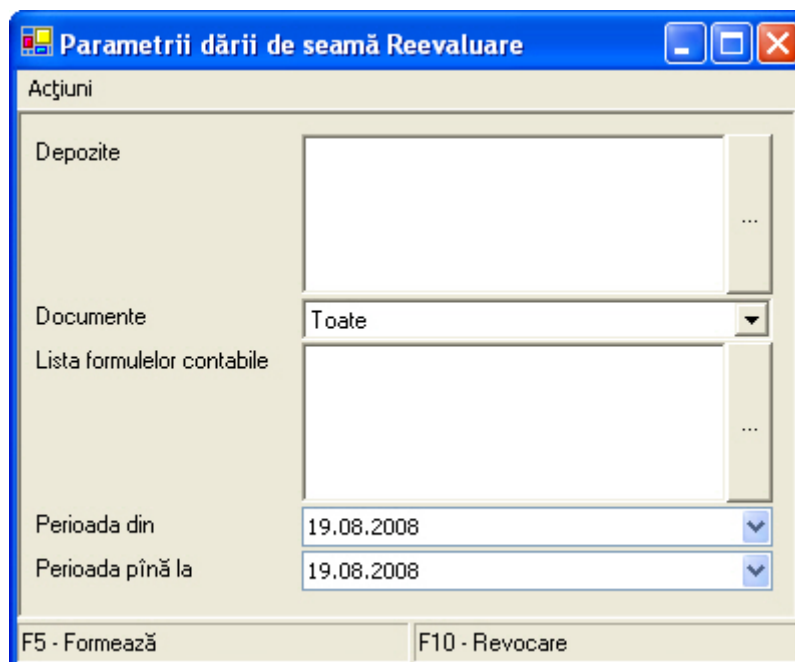 Parametrii dării de seamă Reevaluare
Acţiuni
Depozite
...
Documente Toate
Lista formulelor contabile
...
Perioada din 19.08.2008
Perioada pînă la 19.08.2008
F5 - Formează F10 - Revocare